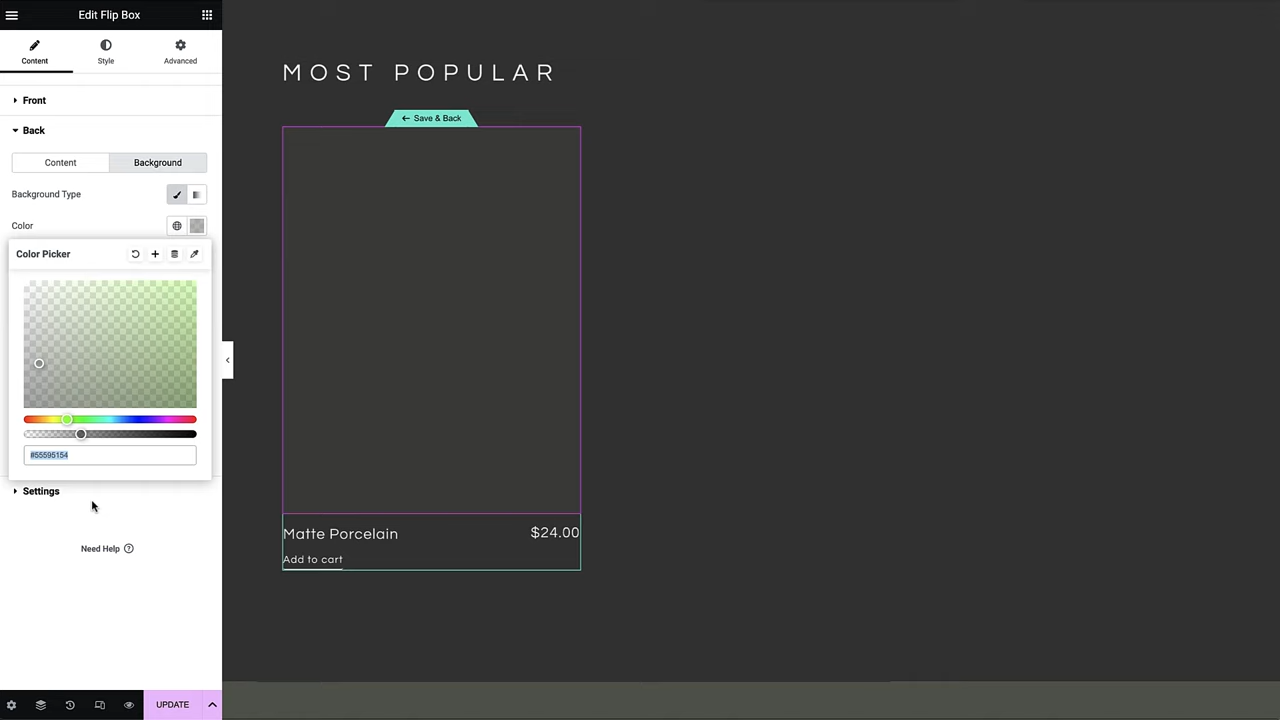 Edit Flip Box
Content
Style
Advanced
Front
Back
Content
Background
Background Type
Color
Color Picker
#55595154
Settings
Need Help
UPDATE
MOST POPULAR
Save & Back
Matte Porcelain
$24.00
Add to cart